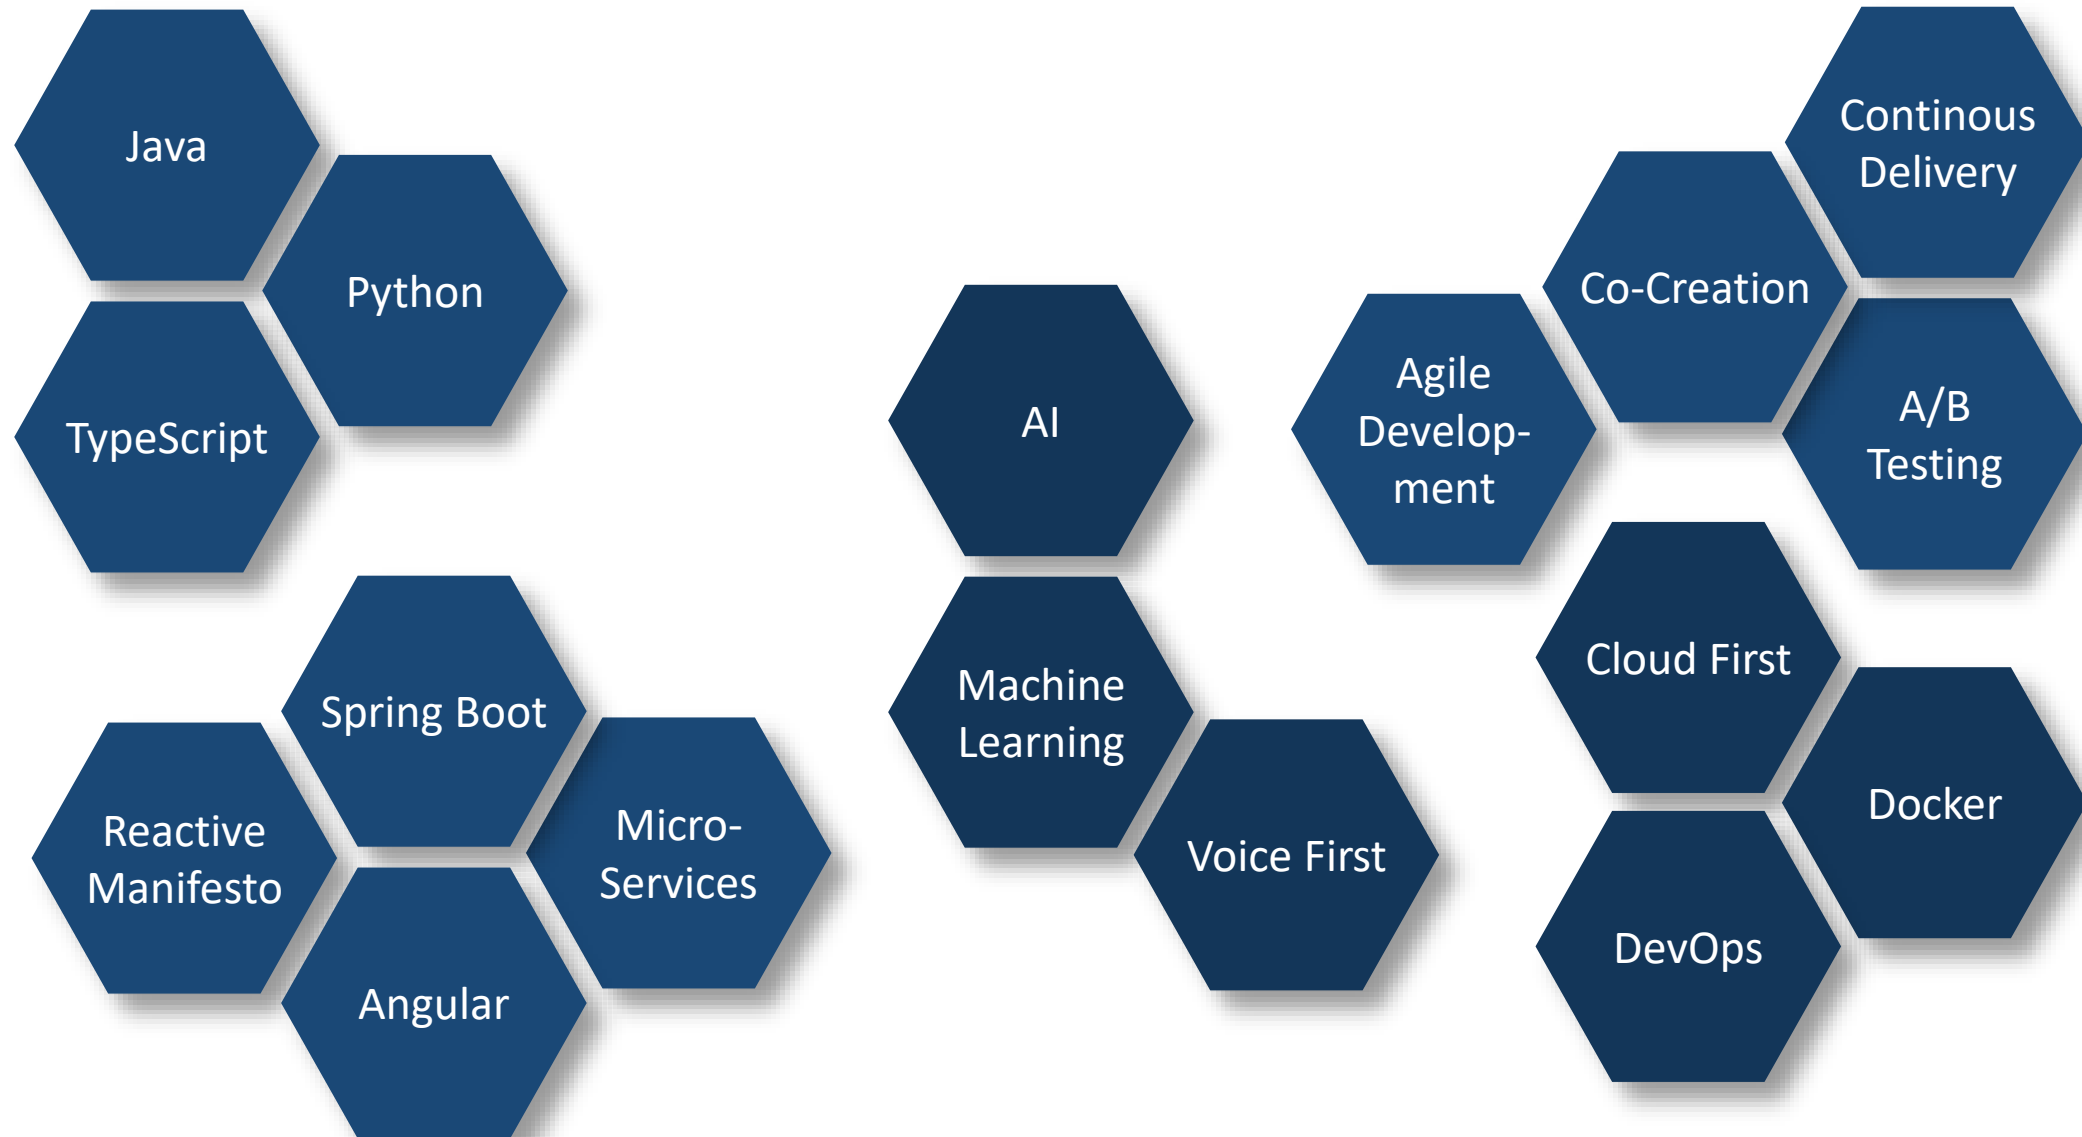 Java
Python
TypeScript
Spring Boot
Reactive
Manifesto
Micro-
Services
Angular
AI
Machine
Learning
Voice First
Continous
Delivery
Co-Creation
Agile
Develop-
ment
A/B
Testing
Cloud First
Docker
DevOps